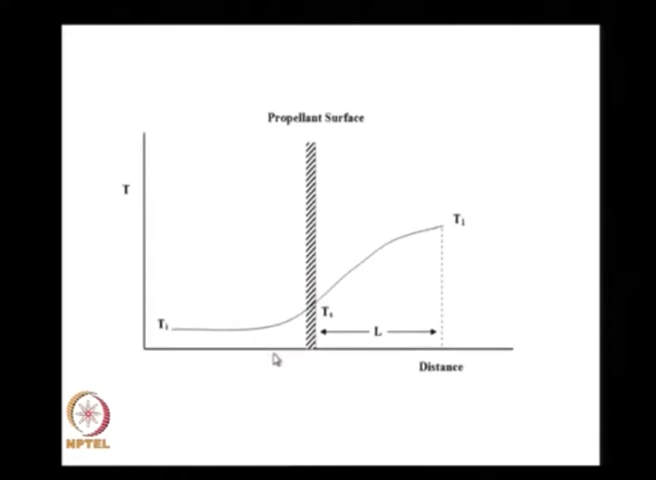 Propellant Surface
T
T₁
Tᵢ
Tₛ
L
Distance
NPTEL